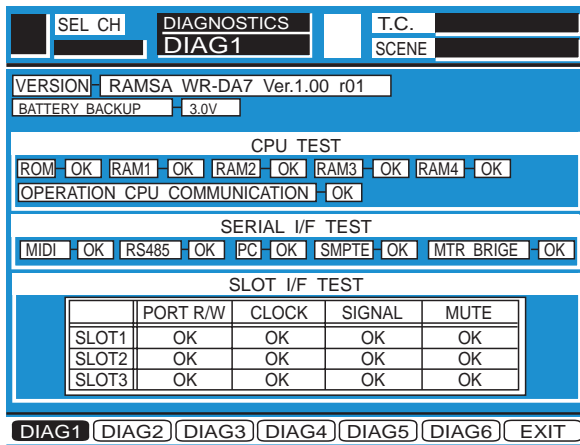 SEL CH DIAGNOSTICS T.C.
DIAG1 SCENE
VERSION RAMSA WR-DA7 Ver.1.00 r01
BATTERY BACKUP 3.0V
CPU TEST
ROM OK RAM1 OK RAM2 OK RAM3 OK RAM4 OK
OPERATION CPU COMMUNICATION OK
SERIAL I/F TEST
MIDI OK RS485 OK PC OK SMPTE OK MTR BRIGE OK
SLOT I/F TEST
PORT R/W CLOCK SIGNAL MUTE
SLOT1 OK OK OK OK
SLOT2 OK OK OK OK
SLOT3 OK OK OK OK
DIAG1 DIAG2 DIAG3 DIAG4 DIAG5 DIAG6 EXIT